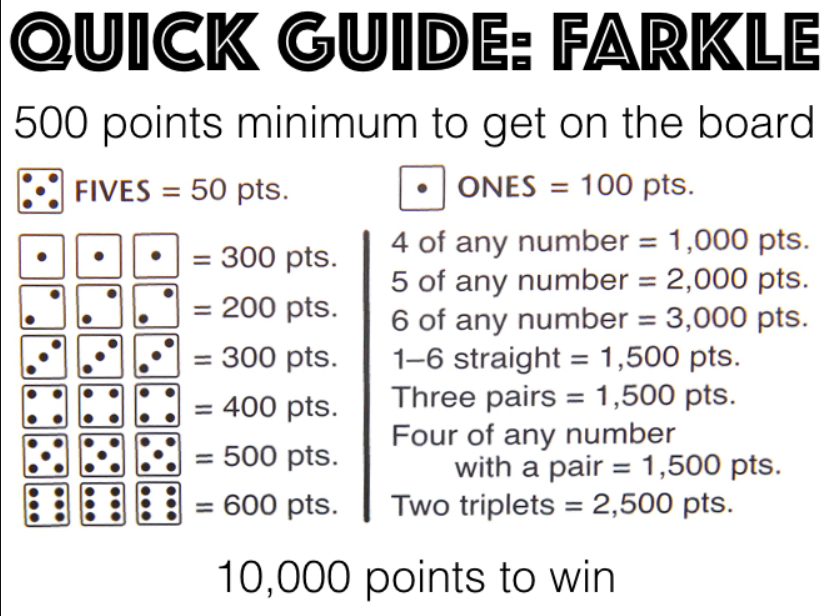 QUICK GUIDE: FARKLE
500 points minimum to get on the board
FIVES = 50 pts.
ONES = 100 pts.
= 300 pts.
= 200 pts.
= 300 pts.
= 400 pts.
= 500 pts.
= 600 pts.
4 of any number = 1,000 pts.
5 of any number = 2,000 pts.
6 of any number = 3,000 pts.
1–6 straight = 1,500 pts.
Three pairs = 1,500 pts.
Four of any number
with a pair = 1,500 pts.
Two triplets = 2,500 pts.
10,000 points to win